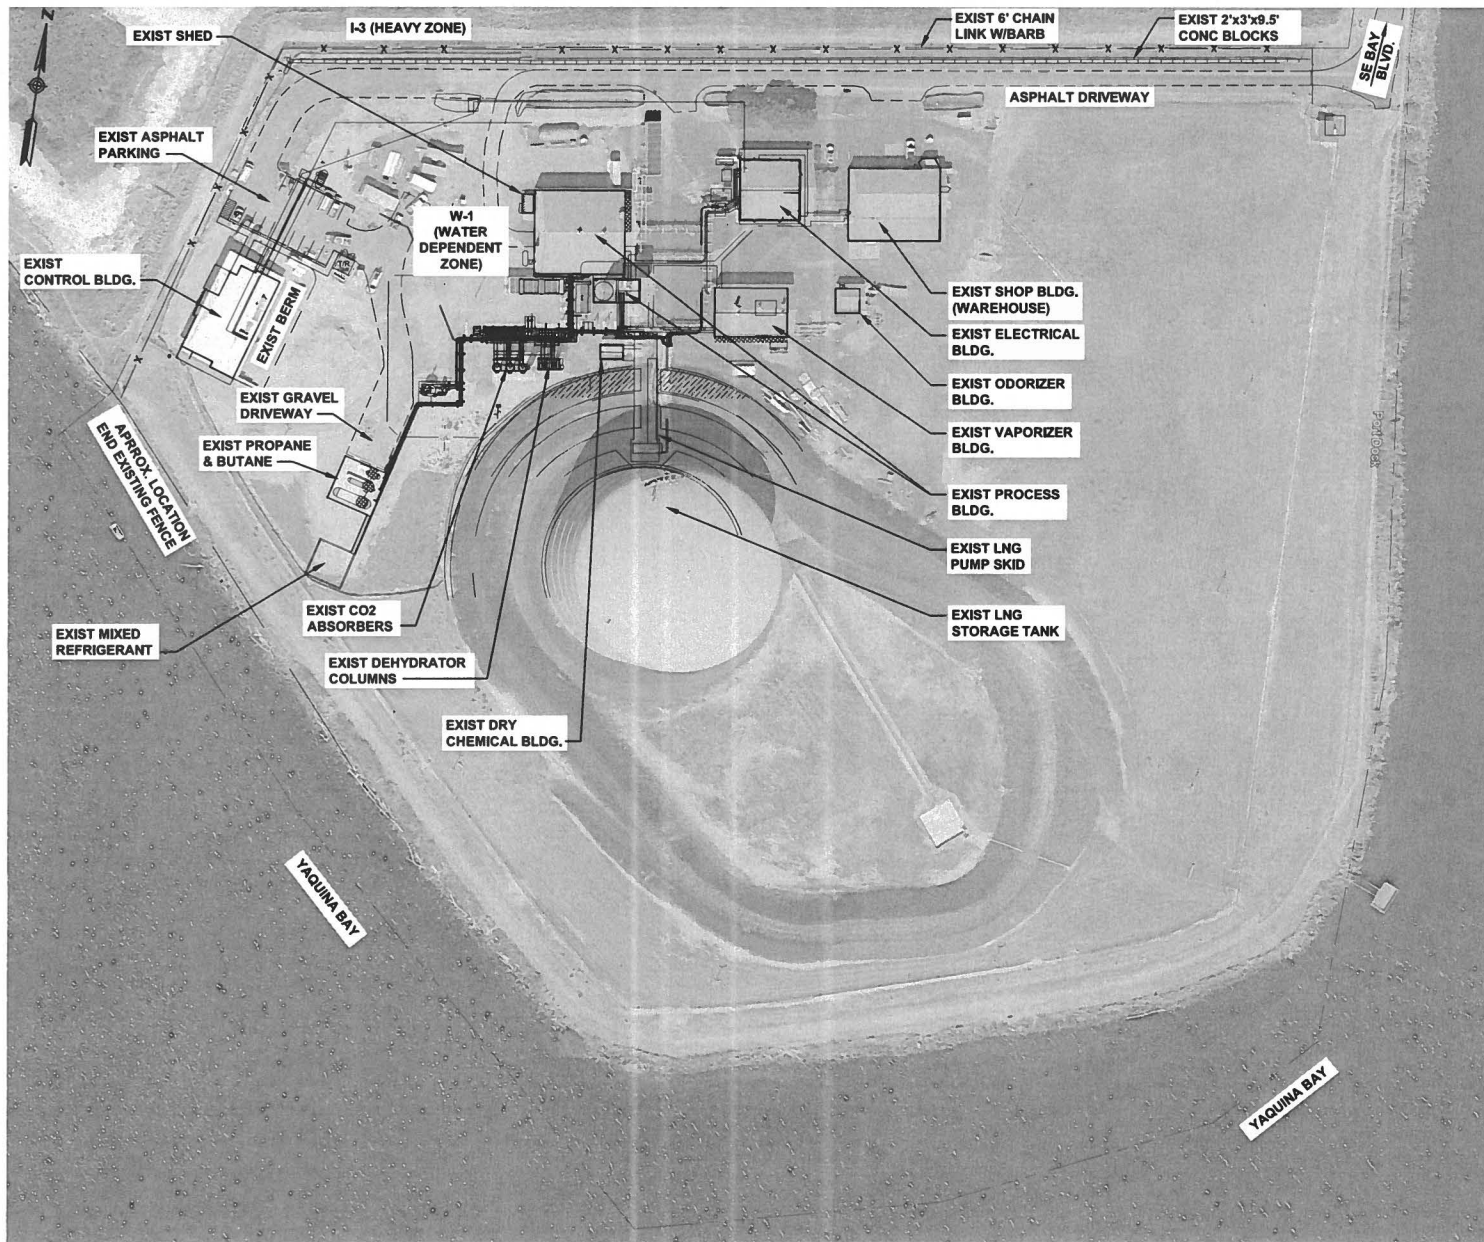 Z
I-3 (HEAVY ZONE)
EXIST SHED
EXIST 6' CHAIN
LINK W/BARB
EXIST 2'x3'x9.5'
CONC BLOCKS
SE BAY
BLVD.
ASPHALT DRIVEWAY
EXIST ASPHALT
PARKING
W-1
(WATER
DEPENDENT
ZONE)
EXIST
CONTROL BLDG.
EXIST BERM
EXIST SHOP BLDG.
(WAREHOUSE)
EXIST ELECTRICAL
BLDG.
EXIST ODORIZER
BLDG.
EXIST GRAVEL
DRIVEWAY
EXIST PROPANE
& BUTANE
EXIST VAPORIZER
BLDG.
APRROX. LOCATION
END EXISTING FENCE
Port Dock
EXIST PROCESS
BLDG.
EXIST LNG
PUMP SKID
EXIST CO2
ABSORBERS
EXIST LNG
STORAGE TANK
EXIST MIXED
REFRIGERANT
EXIST DEHYDRATOR
COLUMNS
EXIST DRY
CHEMICAL BLDG.
YAQUINA BAY
YAQUINA BAY